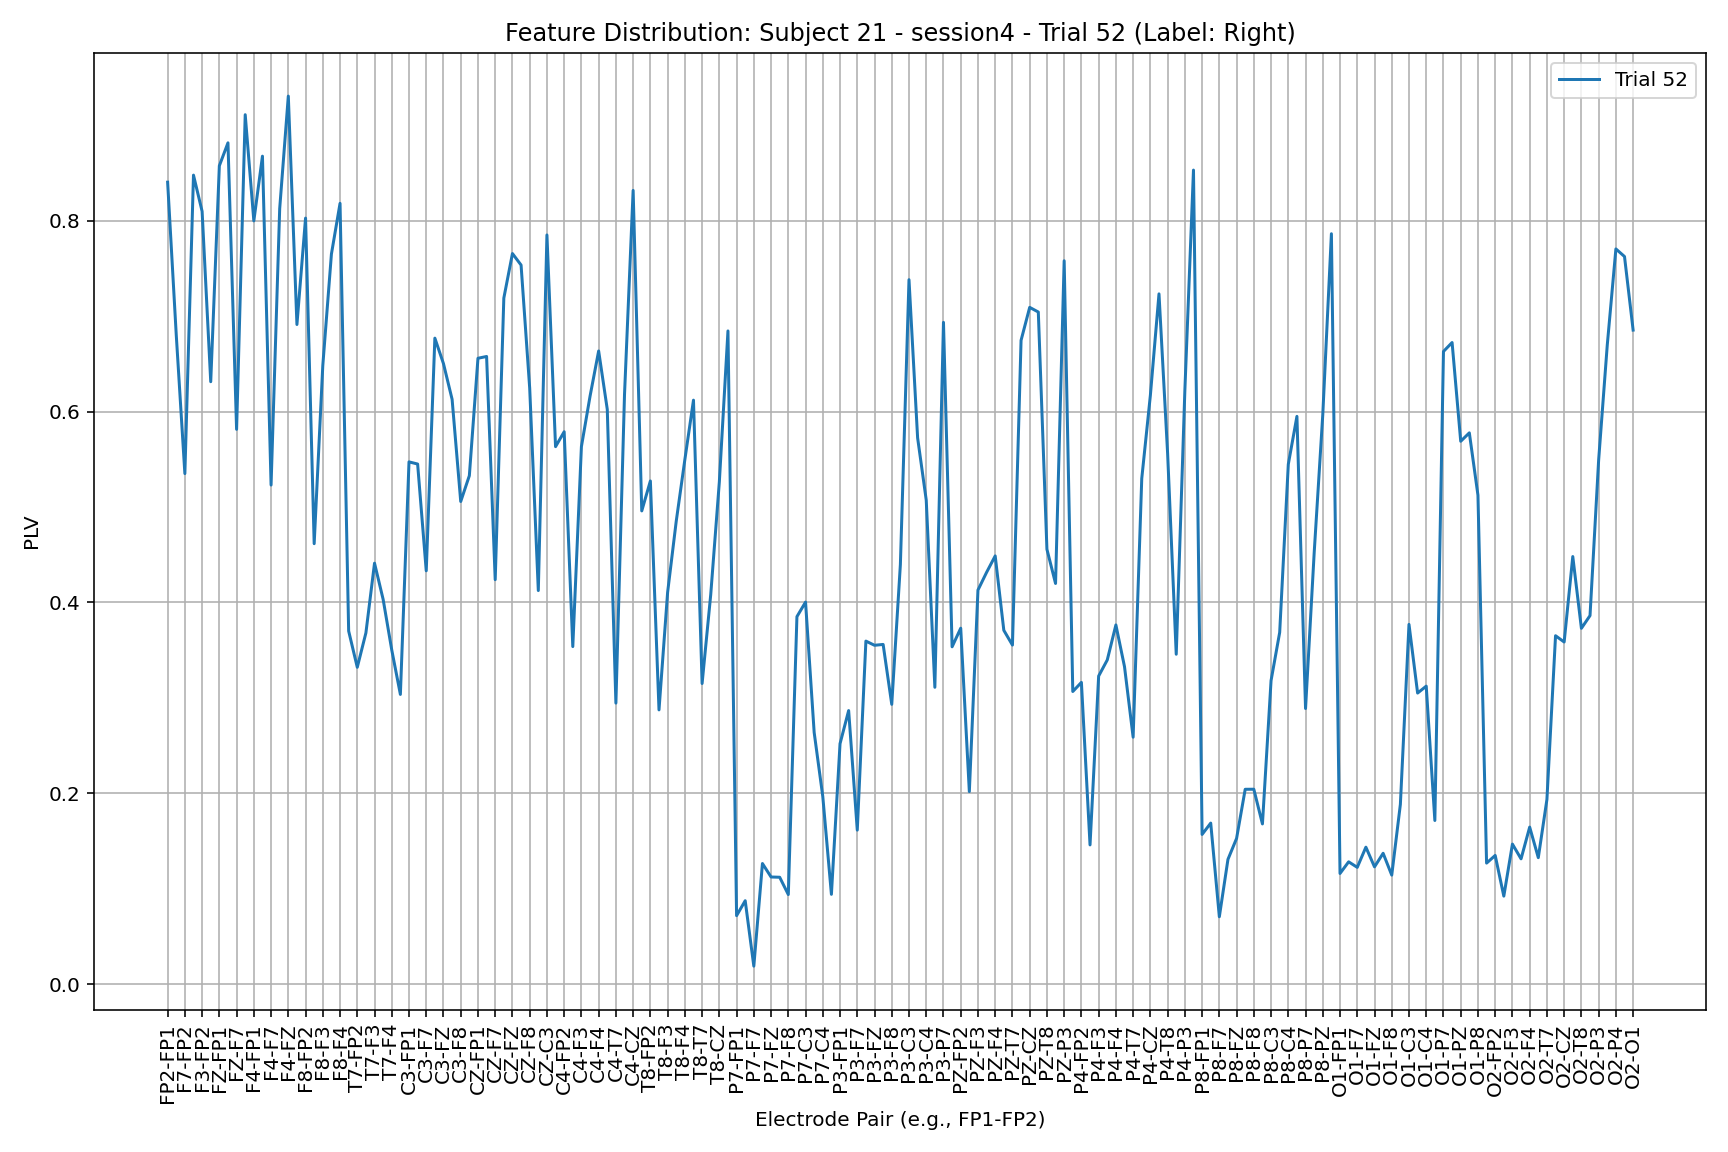 Feature Distribution: Subject 21 - session4 - Trial 52 (Label: Right)
Trial 52
PLV
0.8
0.6
0.4
0.2
0.0
FP2-FP1
F7-FP2
F3-FP2
FZ-FP1
FZ-F7
F4-FP1
F4-F7
F4-FZ
F8-FP2
F8-F3
F8-F4
T7-FP2
T7-F3
T7-F4
C3-FP1
C3-F7
C3-FZ
C3-F8
CZ-FP1
CZ-F7
CZ-FZ
CZ-F8
CZ-C3
C4-FP2
C4-F3
C4-F4
C4-T7
C4-CZ
T8-FP2
T8-F3
T8-F4
T8-T7
T8-CZ
P7-FP1
P7-F7
P7-FZ
P7-F8
P7-C3
P7-C4
P3-FP1
P3-F7
P3-FZ
P3-F8
P3-C3
P3-C4
P3-P7
PZ-FP2
PZ-F3
PZ-F4
PZ-T7
PZ-CZ
PZ-T8
PZ-P3
P4-FP2
P4-F3
P4-F4
P4-T7
P4-CZ
P4-T8
P4-P3
P8-FP1
P8-F7
P8-FZ
P8-F8
P8-C3
P8-C4
P8-P7
P8-PZ
O1-FP1
O1-F7
O1-FZ
O1-F8
O1-C3
O1-C4
O1-P7
O1-PZ
O1-P8
O2-FP2
O2-F3
O2-F4
O2-T7
O2-CZ
O2-T8
O2-P3
O2-P4
O2-O1
Electrode Pair (e.g., FP1-FP2)